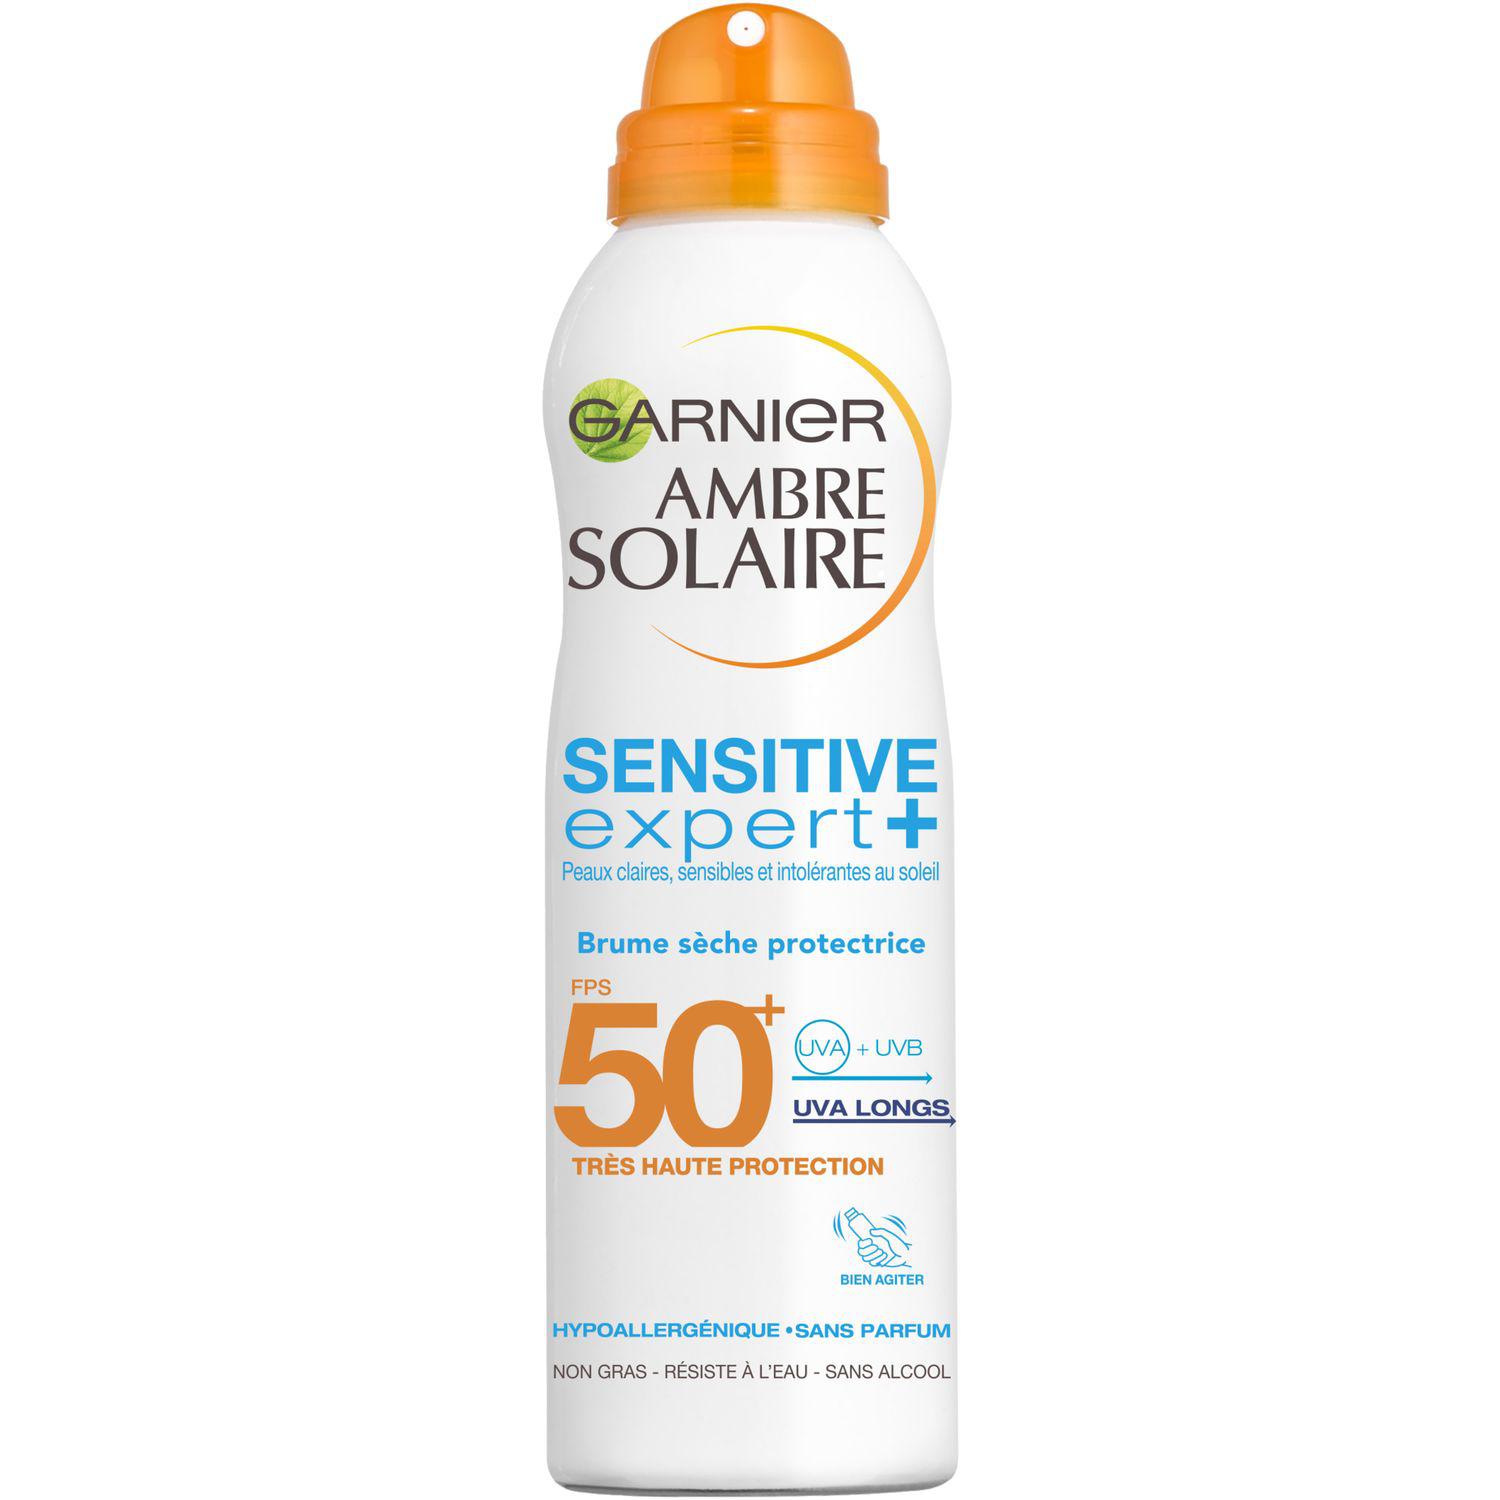 GARNIER
AMBRE
SOLAIRE
SENSITIVE
expert+
Peaux claires, sensibles et intolérantes au soleil
Brume sèche protectrice
FPS
50+
UVA + UVB
UVA LONGS
TRÈS HAUTE PROTECTION
BIEN AGITER
HYPOALLERGÉNIQUE • SANS PARFUM
NON GRAS - RÉSISTE À L'EAU - SANS ALCOOL